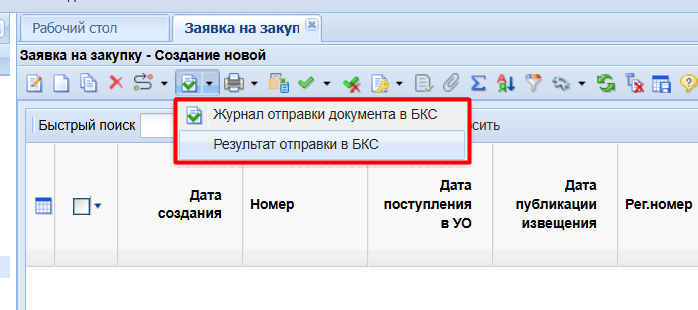 Рабочий стол
Заявка на закуп
Заявка на закупку - Создание новой
Журнал отправки документа в БКС
Быстрый поиск
сить
Результат отправки в БКС
Дата
создания
Номер
Дата
поступления
в УО
Дата
публикации
извещения
Рег.номер